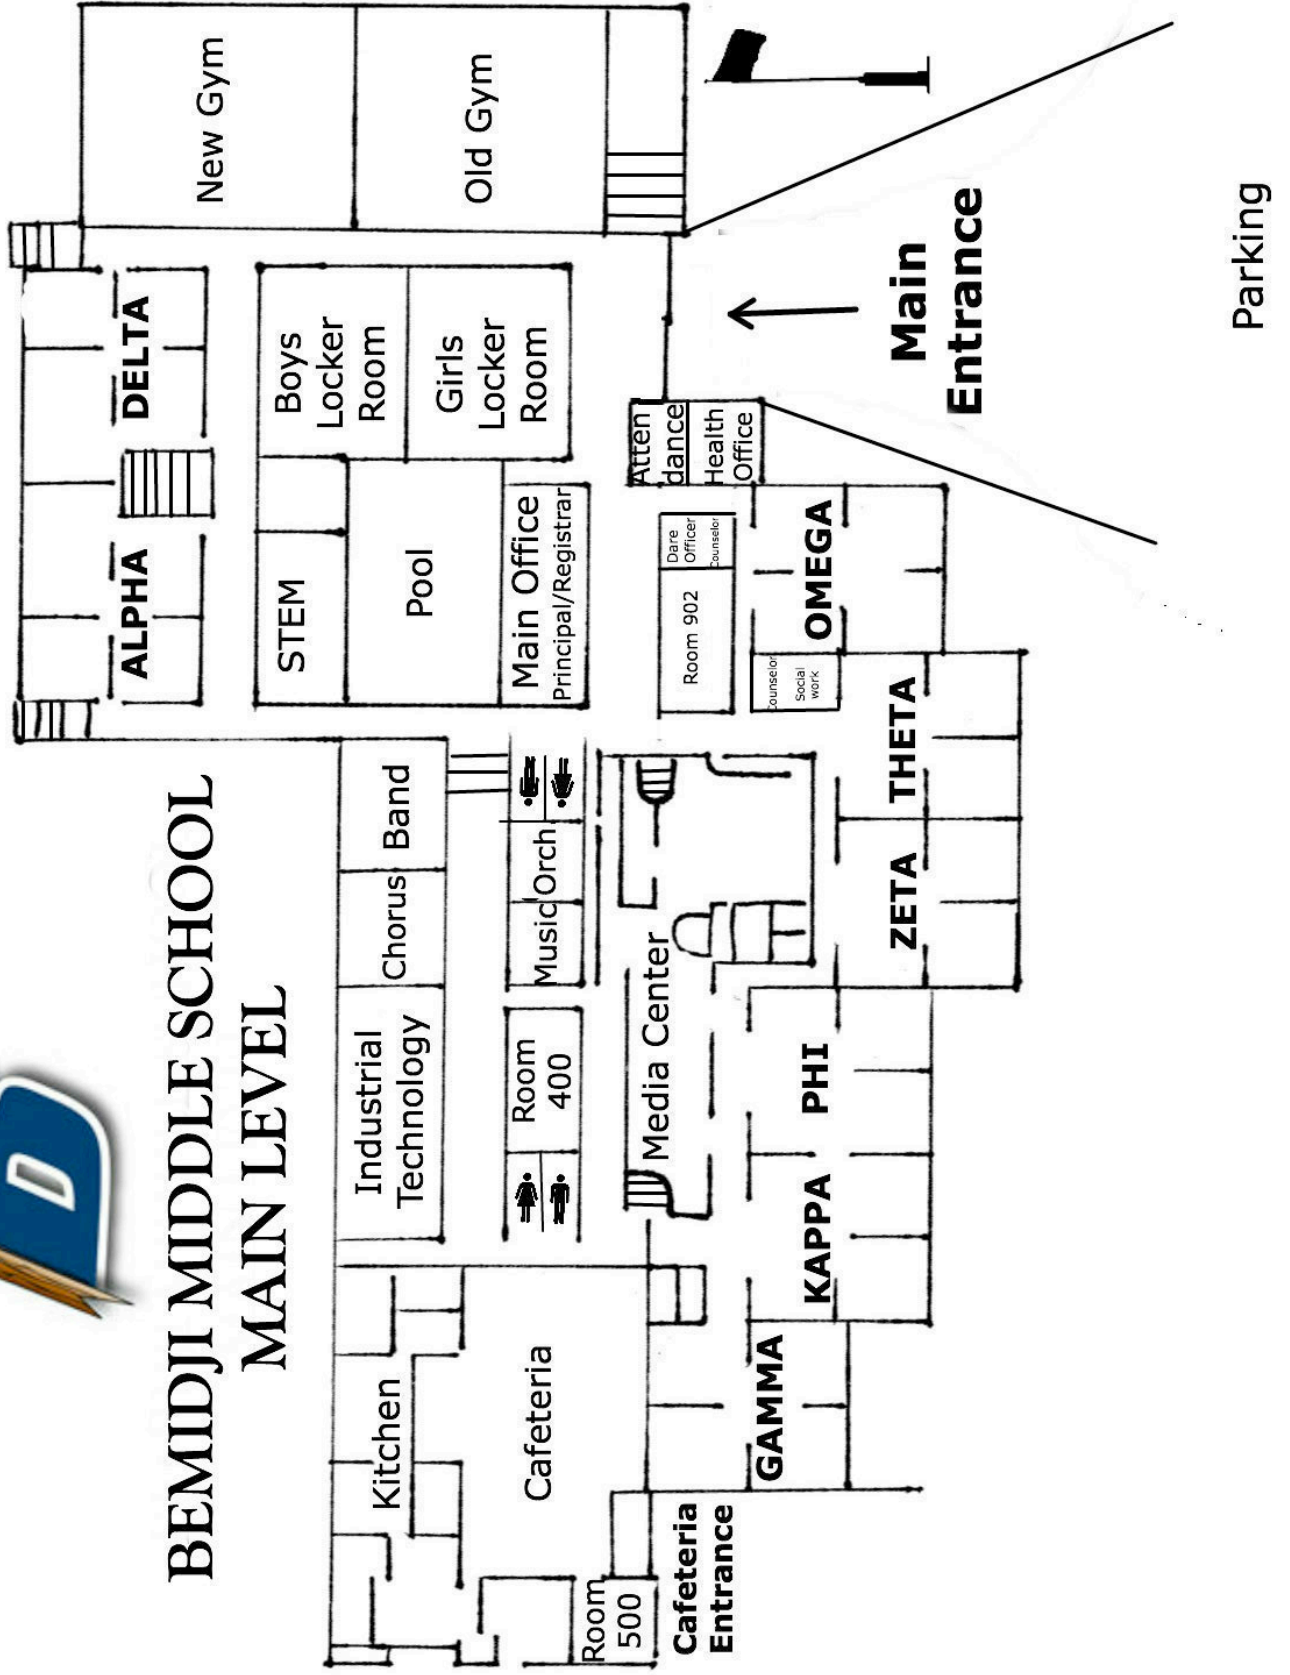 D
BEMIDJI MIDDLE SCHOOL
MAIN LEVEL
ALPHA
DELTA
New Gym
Old Gym
STEM
Boys
Locker
Room
Girls
Locker
Room
Pool
Main Office
Principal/Registrar
Atten
dance
Health
Office
Main
Entrance
Parking
Dare
Officer
Counselor
Room 902
OMEGA
Counselor
Social
work
THETA
ZETA
Band
Chorus
Industrial
Technology
Orch
Music
Room
400
Media Center
PHI
KAPPA
GAMMA
Kitchen
Cafeteria
Room
500
Cafeteria
Entrance